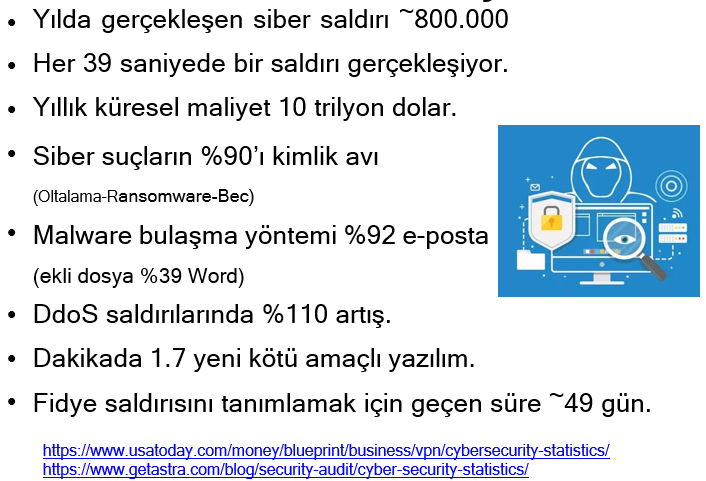 Yılda gerçekleşen siber saldırı ~800.000
Her 39 saniyede bir saldırı gerçekleşiyor.
Yıllık küresel maliyet 10 trilyon dolar.
Siber suçların %90’ı kimlik avı
(Oltalama-Ransomware-Bec)
Malware bulaşma yöntemi %92 e-posta
(ekli dosya %39 Word)
DdoS saldırılarında %110 artış.
Dakikada 1.7 yeni kötü amaçlı yazılım.
Fidye saldırısını tanımlamak için geçen süre ~49 gün.
https://www.usatoday.com/money/blueprint/business/vpn/cybersecurity-statistics/
https://www.getastra.com/blog/security-audit/cyber-security-statistics/